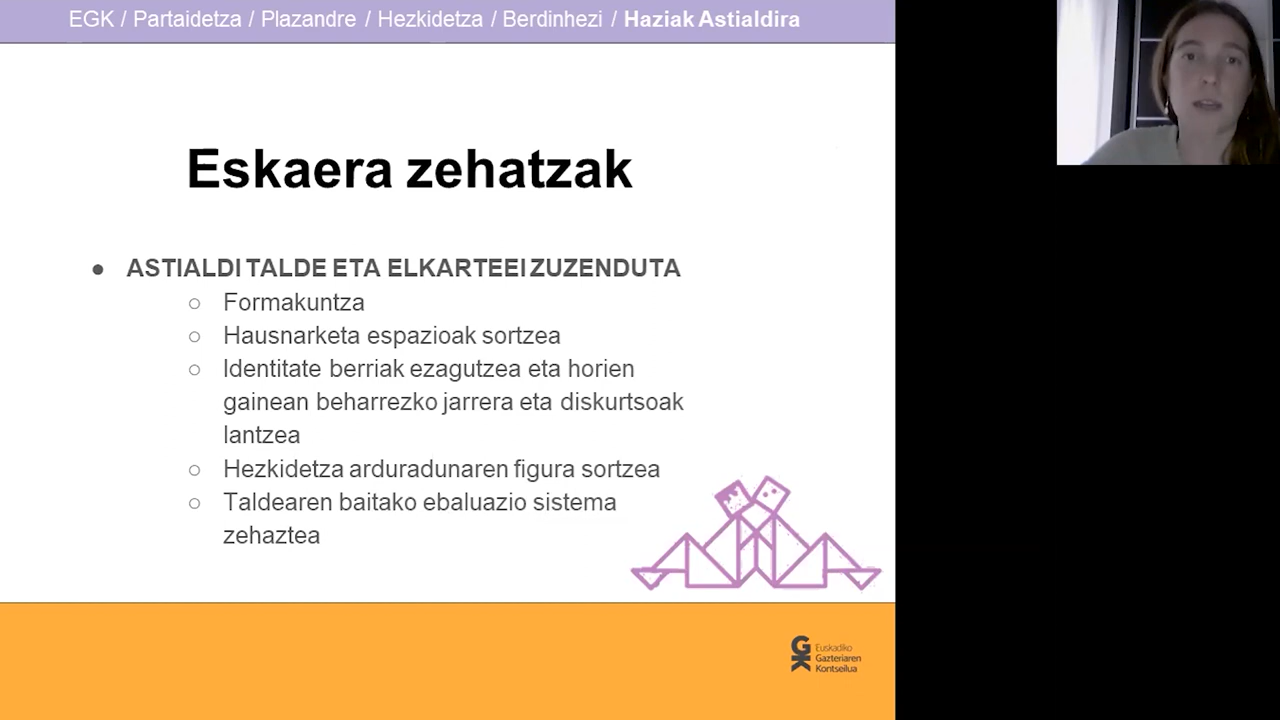 EGK / Partaidetza / Plazandre / Hezkidetza / Berdinhezi / Haziak Astialdira
Eskaera zehatzak
● ASTIALDI TALDE ETA ELKARTEEI ZUZENDUTA
○ Formakuntza
○ Hausnarketa espazioak sortzea
○ Identitate berriak ezagutzea eta horien
gainean beharrezko jarrera eta diskurtsoak
lantzea
○ Hezkidetza arduradunaren figura sortzea
○ Taldearen baitako ebaluazio sistema
zehaztea
GK
Euskadiko
Gazteriaren
Kontseilua